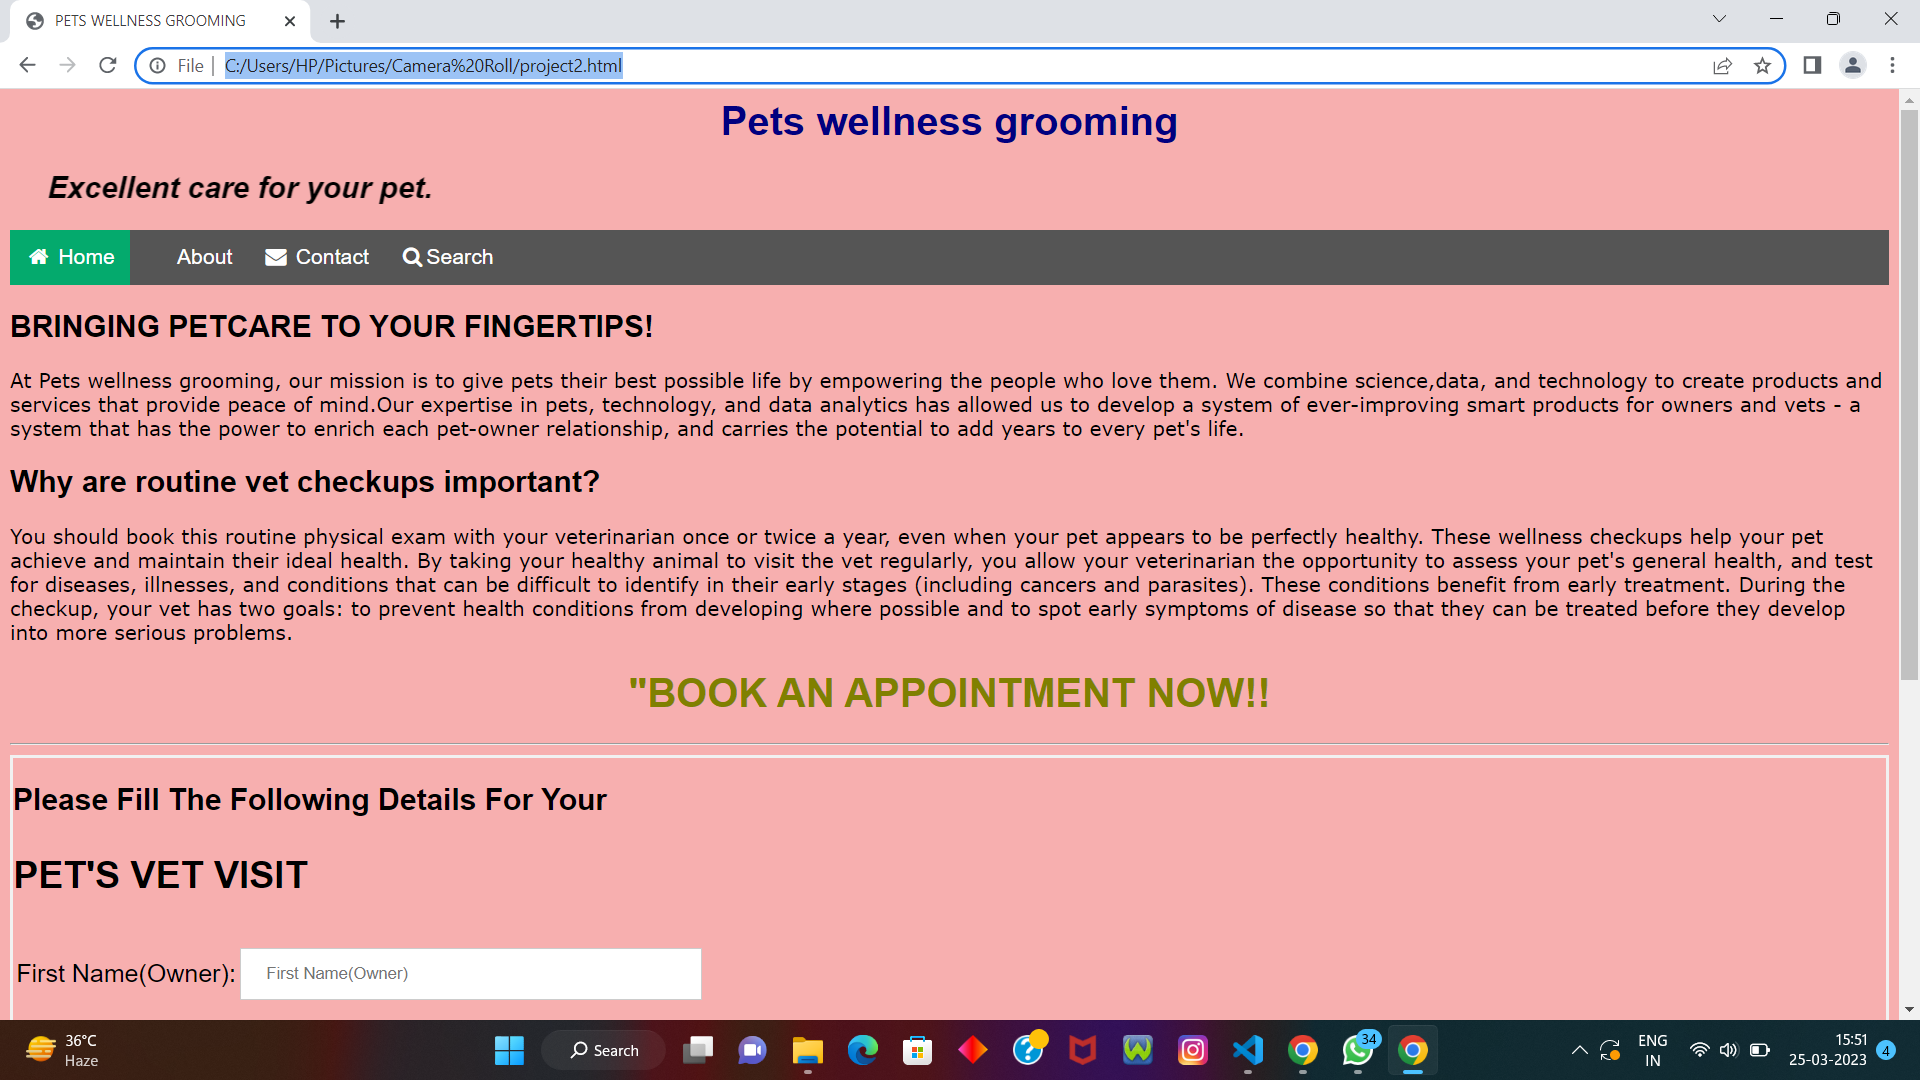 PETS WELLNESS GROOMING
File
C:/Users/HP/Pictures/Camera%20Roll/project2.html
Pets wellness grooming
Excellent care for your pet.
Home About Contact Search
BRINGING PETCARE TO YOUR FINGERTIPS!
At Pets wellness grooming, our mission is to give pets their best possible life by empowering the people who love them. We combine science,data, and technology to create products and
services that provide peace of mind.Our expertise in pets, technology, and data analytics has allowed us to develop a system of ever-improving smart products for owners and vets - a
system that has the power to enrich each pet-owner relationship, and carries the potential to add years to every pet's life.
Why are routine vet checkups important?
You should book this routine physical exam with your veterinarian once or twice a year, even when your pet appears to be perfectly healthy. These wellness checkups help your pet
achieve and maintain their ideal health. By taking your healthy animal to visit the vet regularly, you allow your veterinarian the opportunity to assess your pet's general health, and test
for diseases, illnesses, and conditions that can be difficult to identify in their early stages (including cancers and parasites). These conditions benefit from early treatment. During the
checkup, your vet has two goals: to prevent health conditions from developing where possible and to spot early symptoms of disease so that they can be treated before they develop
into more serious problems.
"BOOK AN APPOINTMENT NOW!!
Please Fill The Following Details For Your
PET'S VET VISIT
First Name(Owner): First Name(Owner)
36°C
Haze
Search
34
ENG
IN
15:51
25-03-2023
4